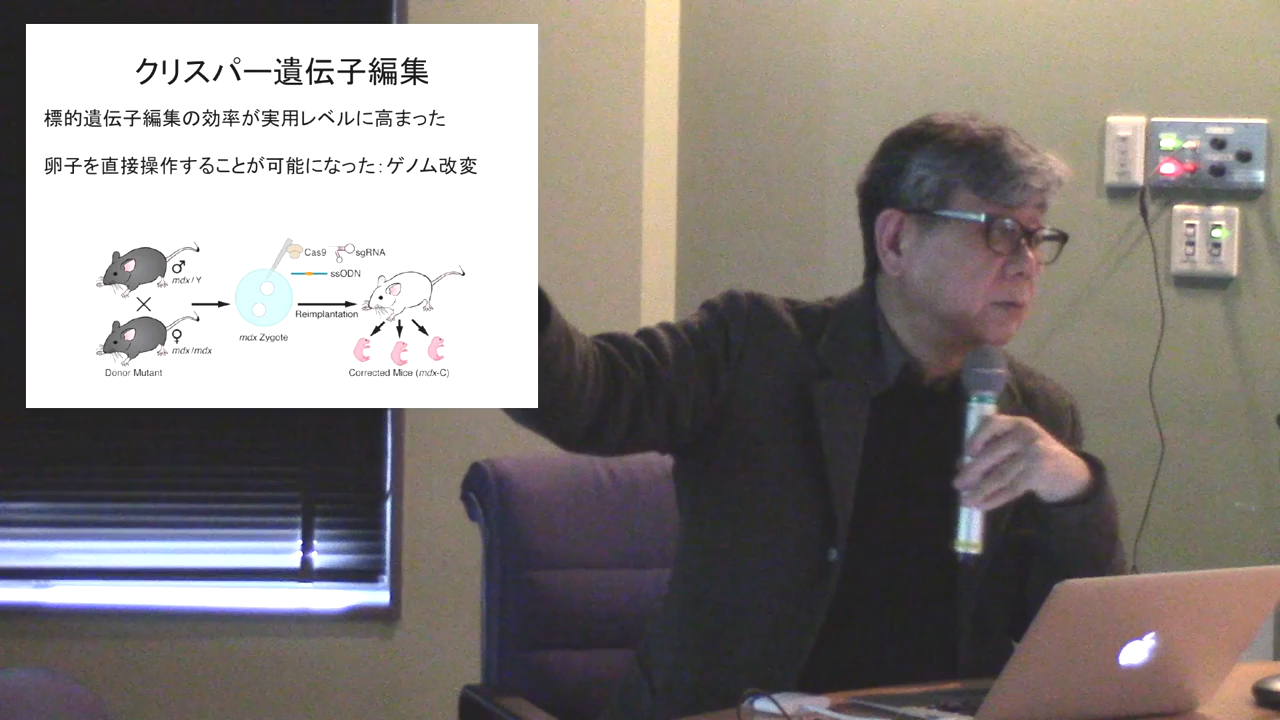 クリスパー遺伝子編集
標的遺伝子編集の効率が実用レベルに高まった
卵子を直接操作することが可能になった：ゲノム改変
♂
mdx/Y
×
♀
mdx/mdx
Donor Mutant
mdx Zygote
Cas9
sgRNA
ssODN
Reimplantation
Corrected Mice (mdx-C)